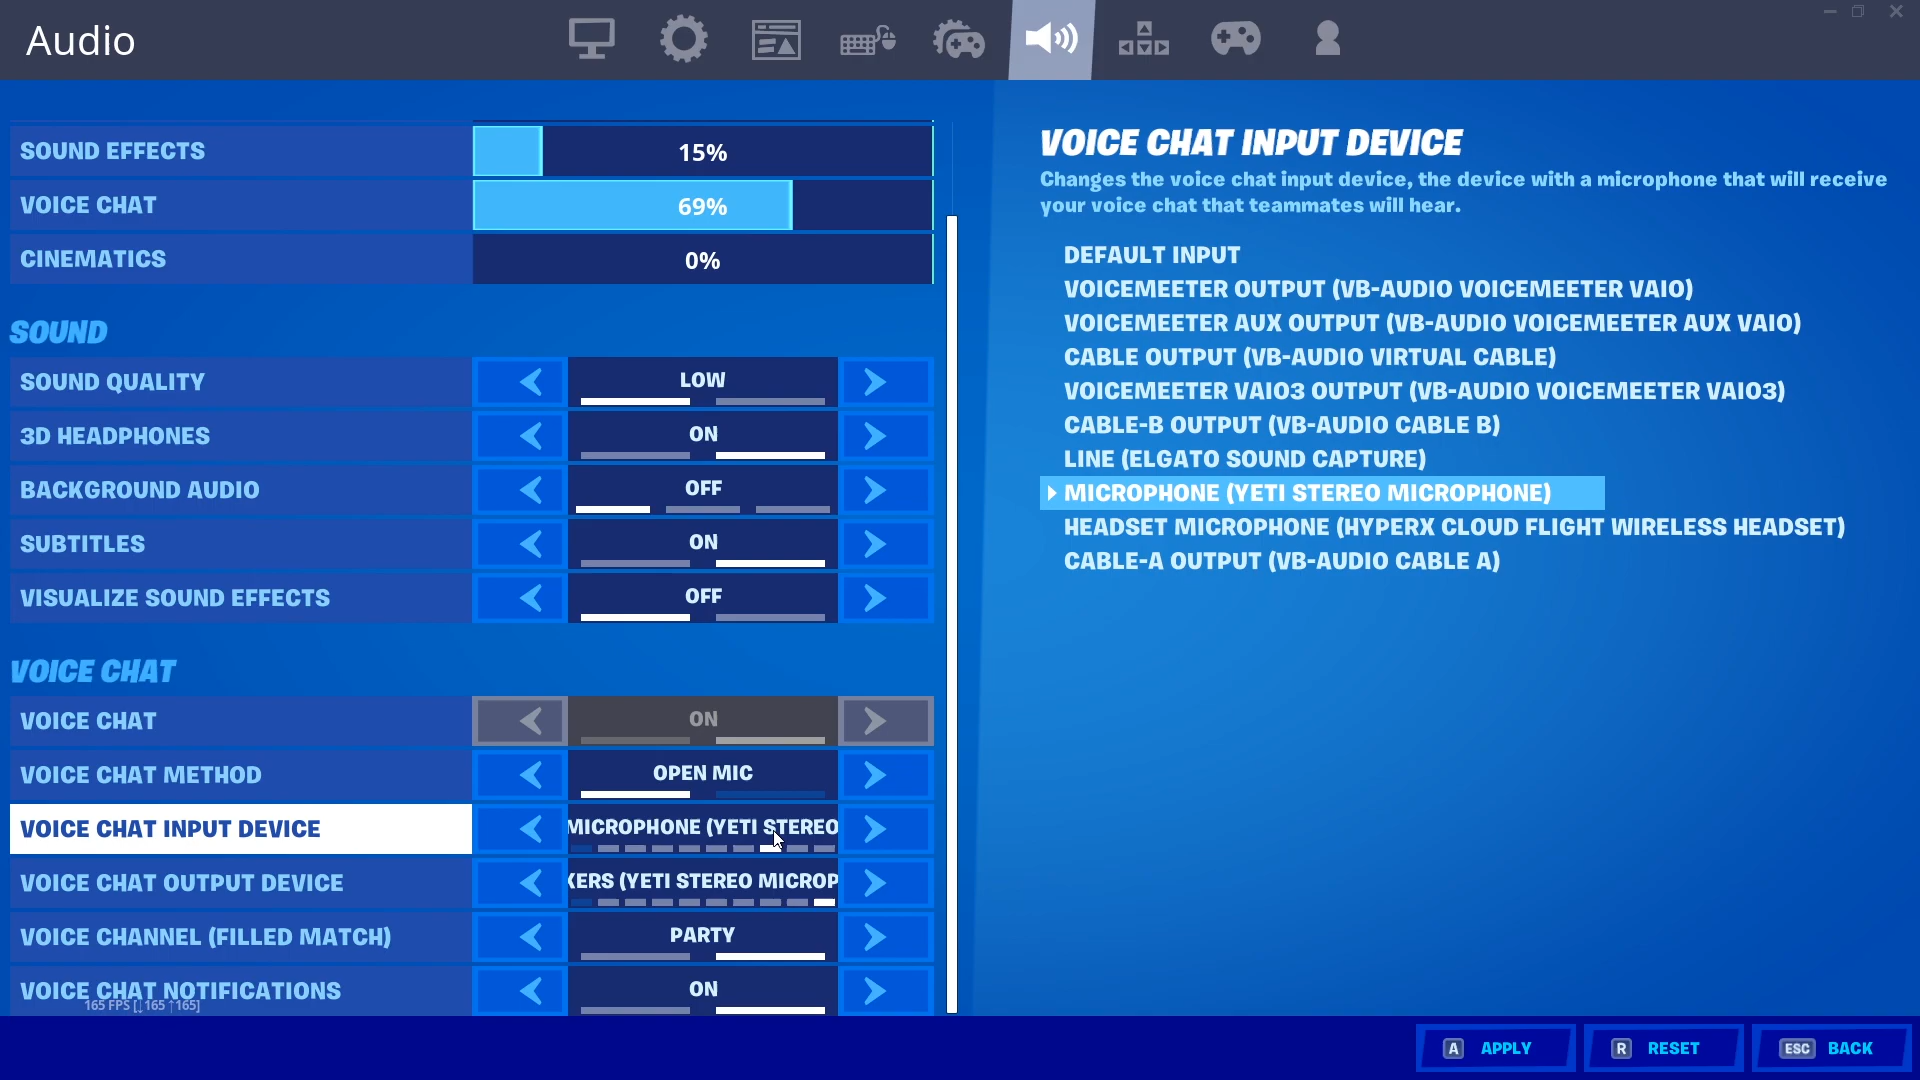 Audio
SOUND EFFECTS 15%
VOICE CHAT 69%
CINEMATICS 0%
SOUND
SOUND QUALITY LOW
3D HEADPHONES ON
BACKGROUND AUDIO OFF
SUBTITLES ON
VISUALIZE SOUND EFFECTS OFF
VOICE CHAT
VOICE CHAT ON
VOICE CHAT METHOD OPEN MIC
VOICE CHAT INPUT DEVICE MICROPHONE (YETI STEREO
VOICE CHAT OUTPUT DEVICE KERS (YETI STEREO MICROP
VOICE CHANNEL (FILLED MATCH) PARTY
VOICE CHAT NOTIFICATIONS ON
165 FPS [↓165 ↑165]
VOICE CHAT INPUT DEVICE
Changes the voice chat input device, the device with a microphone that will receive
your voice chat that teammates will hear.
DEFAULT INPUT
VOICEMEETER OUTPUT (VB-AUDIO VOICEMEETER VAIO)
VOICEMEETER AUX OUTPUT (VB-AUDIO VOICEMEETER AUX VAIO)
CABLE OUTPUT (VB-AUDIO VIRTUAL CABLE)
VOICEMEETER VAIO3 OUTPUT (VB-AUDIO VOICEMEETER VAIO3)
CABLE-B OUTPUT (VB-AUDIO CABLE B)
LINE (ELGATO SOUND CAPTURE)
MICROPHONE (YETI STEREO MICROPHONE)
HEADSET MICROPHONE (HYPERX CLOUD FLIGHT WIRELESS HEADSET)
CABLE-A OUTPUT (VB-AUDIO CABLE A)
A APPLY R RESET ESC BACK